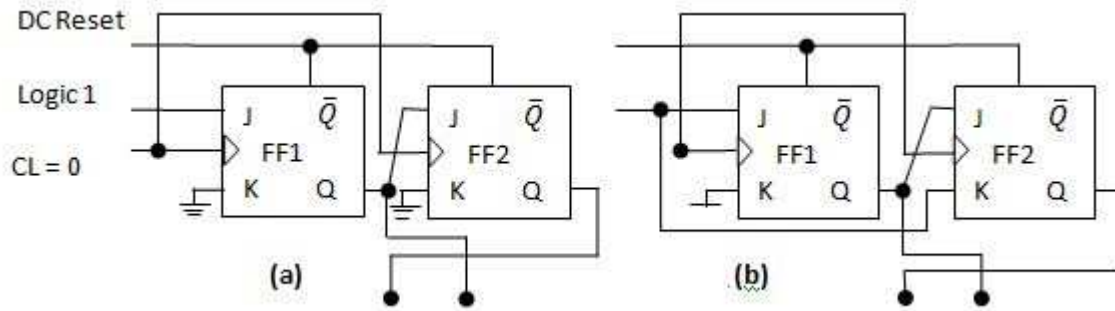 DC Reset
Logic 1
CL = 0
J Q̅
FF1
K Q
J Q̅
FF2
K Q
(a)
J Q̅
FF1
K Q
J Q̅
FF2
K Q
(b)